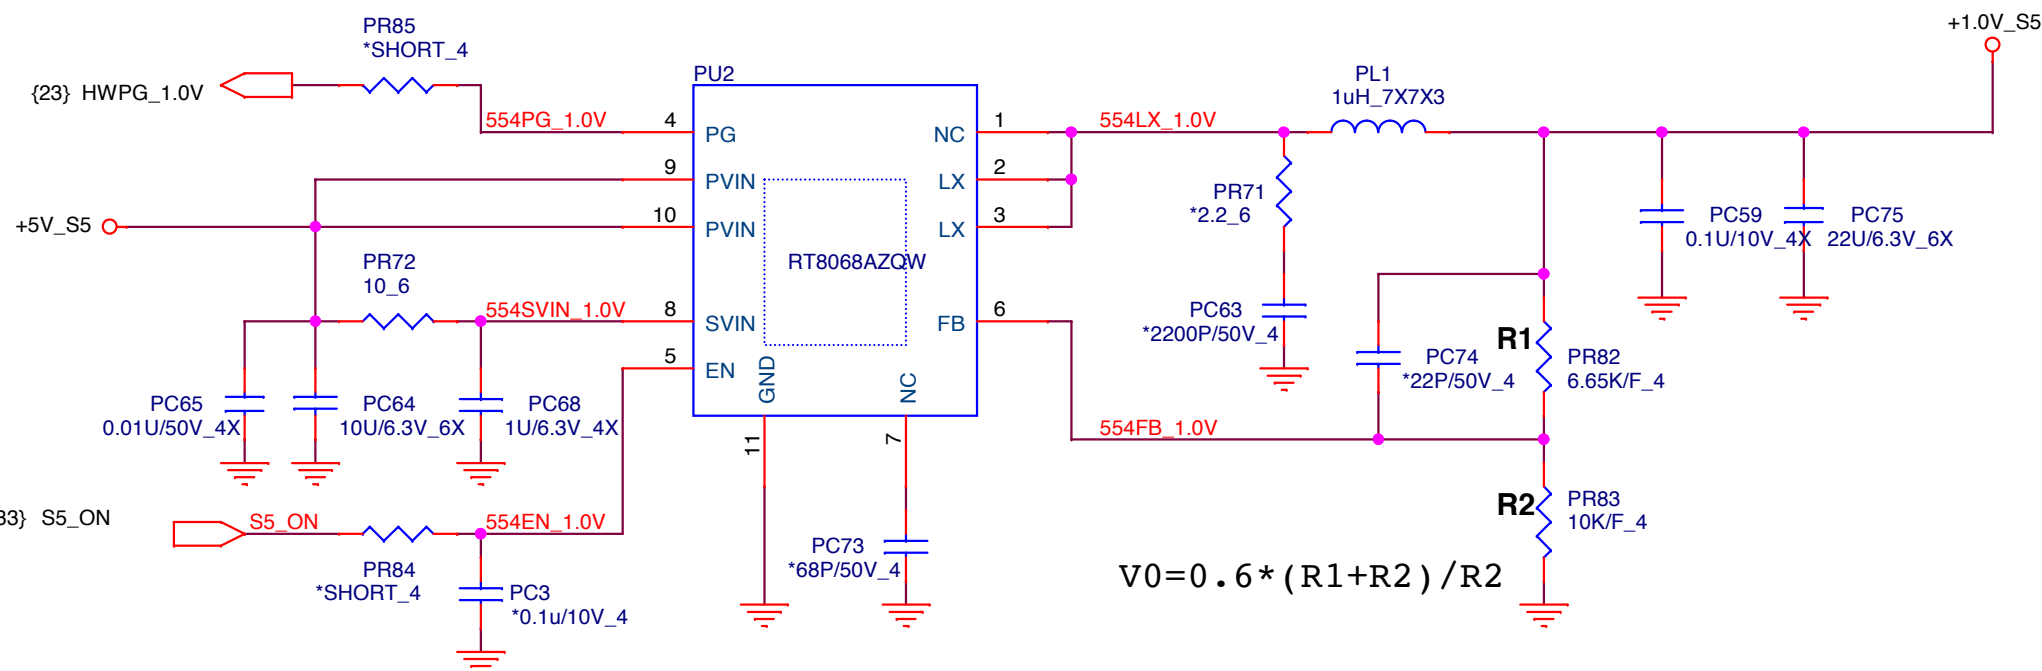 +1.0V_S5
PR85
*SHORT_4
{23} HWPG_1.0V
554PG_1.0V
PU2
4
PG
9
PVIN
10
PVIN
+5V_S5
PR72
10_6
554SVIN_1.0V
8
SVIN
5
EN
RT8068AZQW
GND
NC
11
7
1
NC
2
LX
3
LX
6
FB
554LX_1.0V
PL1
1uH_7X7X3
PR71
*2.2_6
PC63
*2200P/50V_4
PC59
0.1U/10V_4X
PC75
22U/6.3V_6X
PC74
*22P/50V_4
R1
PR82
6.65K/F_4
554FB_1.0V
R2
PR83
10K/F_4
PC65
0.01U/50V_4X
PC64
10U/6.3V_6X
PC68
1U/6.3V_4X
33} S5_ON
S5_ON
554EN_1.0V
PR84
*SHORT_4
PC3
*0.1u/10V_4
PC73
*68P/50V_4
V0=0.6*(R1+R2)/R2